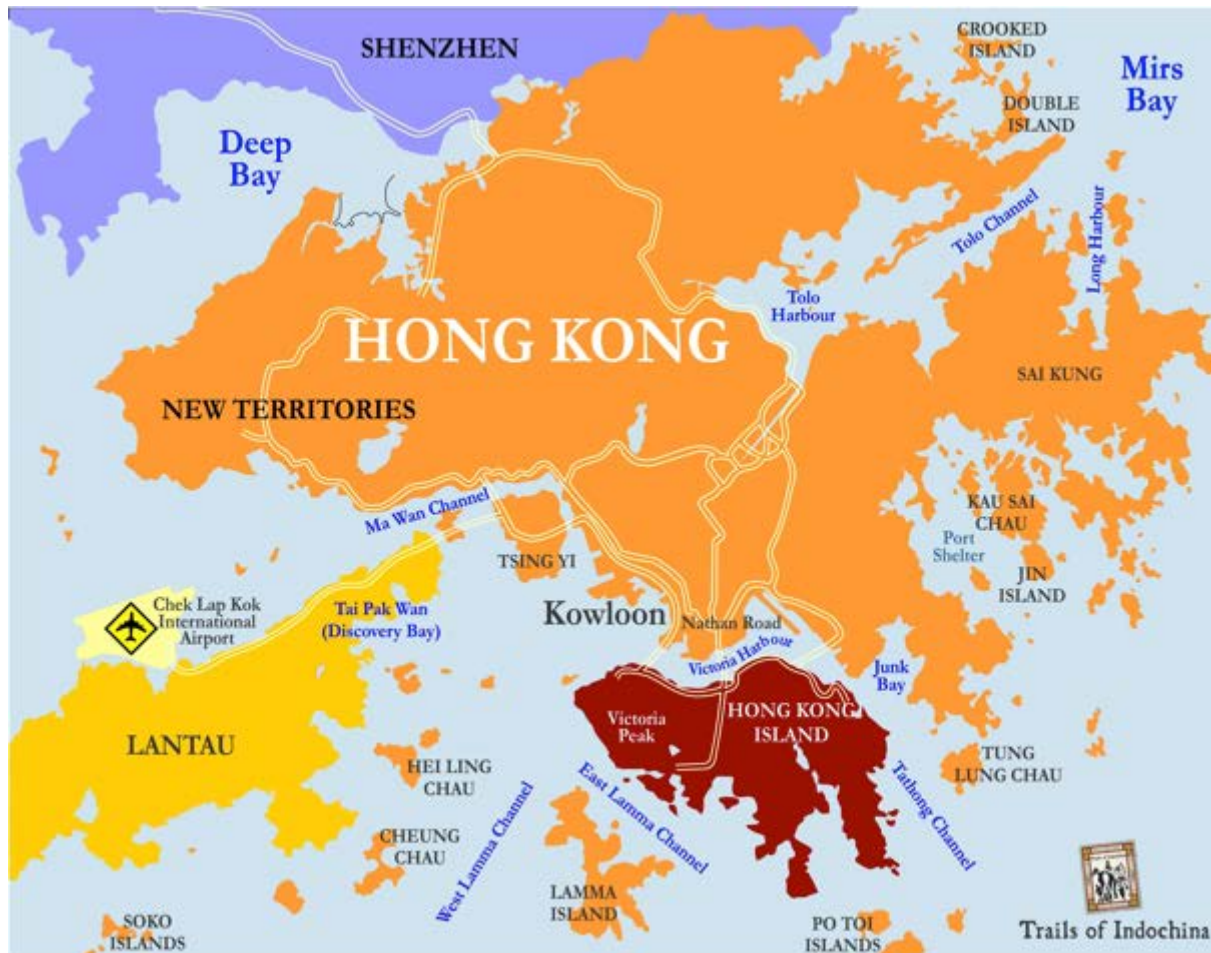 SHENZHEN
CROOKED
ISLAND
Mirs
Bay
DOUBLE
ISLAND
Deep
Bay
Tolo Channel
Long Harbour
Tolo
Harbour
HONG KONG
SAI KUNG
NEW TERRITORIES
KAU SAI
CHAU
Ma Wan Channel
Port
Shelter
TSING YI
JIN
ISLAND
Chek Lap Kok
International
Airport
Tai Pak Wan
(Discovery Bay)
Kowloon
Nathan Road
Victoria Harbour
Junk
Bay
Victoria
Peak
HONG KONG
ISLAND
LANTAU
TUNG
LUNG CHAU
HEI LING
CHAU
East Lamma Channel
Tathong Channel
West Lamma Channel
CHEUNG
CHAU
LAMMA
ISLAND
SOKO
ISLANDS
PO TOI
ISLANDS
Trails of Indochina